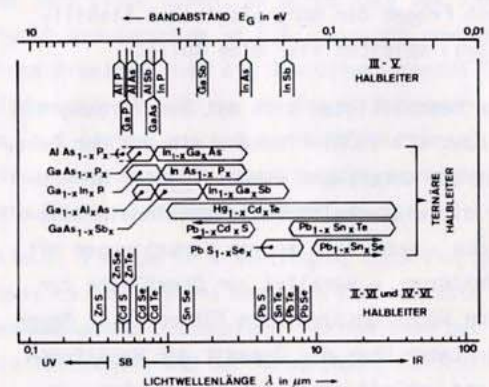 ← BANDABSTAND EG in eV
10 1 0,1 0,01
Al P
Ga P
Al As
Ga As
Al Sb
In P
Ga Sb
In As
In Sb
III - V
HALBLEITER
Al As1-x Px
In1-x Gax As
GaAs1-x Px
In As1-x Px
Ga1-x Inx P
In1-x Gax Sb
Ga1-x Alx As
Hg1-x Cdx Te
GaAs1-x Sbx
Pb1-x Cdx S
Pb1-x Snx Te
Pb S1-x Sex
Pb1-x Snx Se
TERNÄRE
HALBLEITER
Zn S
Cd S
Zn Se
Zn Te
Cd Se
Cd Te
Sn Se
Pb S
Sn Te
Pb Te
Pb Se
II - VI und IV - VI
HALBLEITER
0,1 1 10 100
UV SB IR
LICHTWELLENLÄNGE λ in μm →